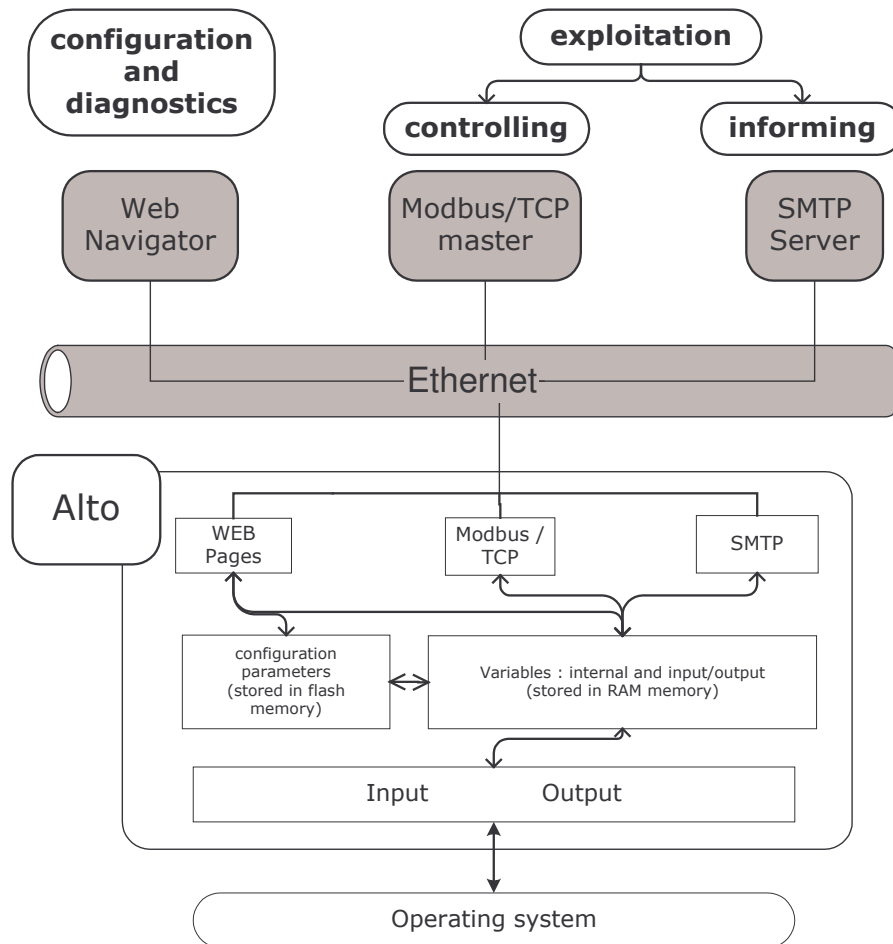 configuration
and
diagnostics
exploitation
controlling
informing
Web
Navigator
Modbus/TCP
master
SMTP
Server
Ethernet
Alto
WEB
Pages
Modbus /
TCP
SMTP
configuration
parameters
(stored in flash
memory)
Variables : internal and input/output
(stored in RAM memory)
Input Output
Operating system